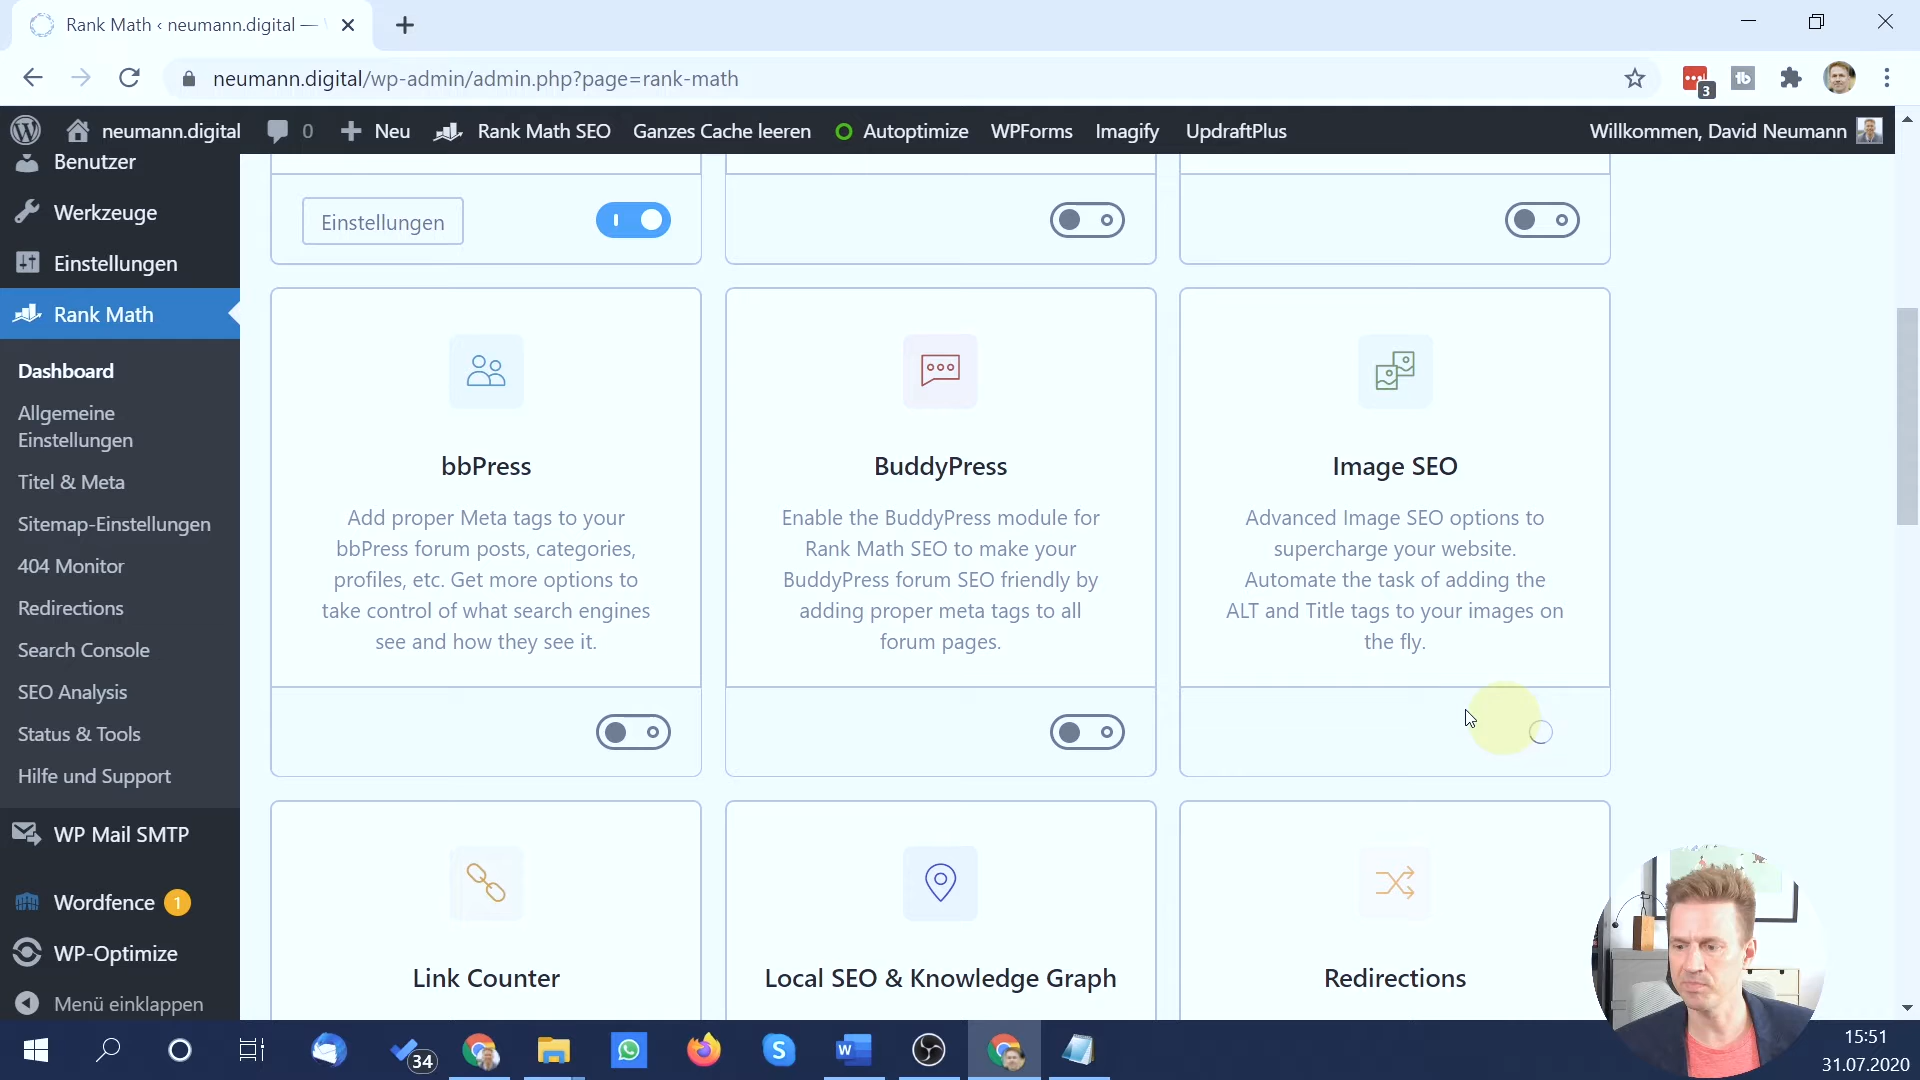 Rank Math ‹ neumann.digital —
neumann.digital/wp-admin/admin.php?page=rank-math
3
neumann.digital
0
Neu
Rank Math SEO
Ganzes Cache leeren
Autoptimize
WPForms
Imagify
UpdraftPlus
Willkommen, David Neumann
Benutzer
Werkzeuge
Einstellungen
Rank Math
Dashboard
Allgemeine
Einstellungen
Titel & Meta
Sitemap-Einstellungen
404 Monitor
Redirections
Search Console
SEO Analysis
Status & Tools
Hilfe und Support
WP Mail SMTP
Wordfence 1
WP-Optimize
Menü einklappen
Einstellungen
bbPress
Add proper Meta tags to your
bbPress forum posts, categories,
profiles, etc. Get more options to
take control of what search engines
see and how they see it.
BuddyPress
Enable the BuddyPress module for
Rank Math SEO to make your
BuddyPress forum SEO friendly by
adding proper meta tags to all
forum pages.
Image SEO
Advanced Image SEO options to
supercharge your website.
Automate the task of adding the
ALT and Title tags to your images on
the fly.
Link Counter
Local SEO & Knowledge Graph
Redirections
34
15:51
31.07.2020